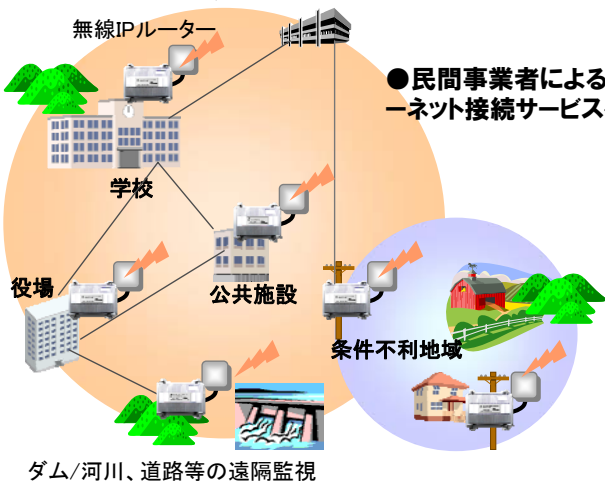 無線IPルーター
●民間事業者による
ーネット接続サービス
学校
役場
公共施設
条件不利地域
ダム/河川、道路等の遠隔監視